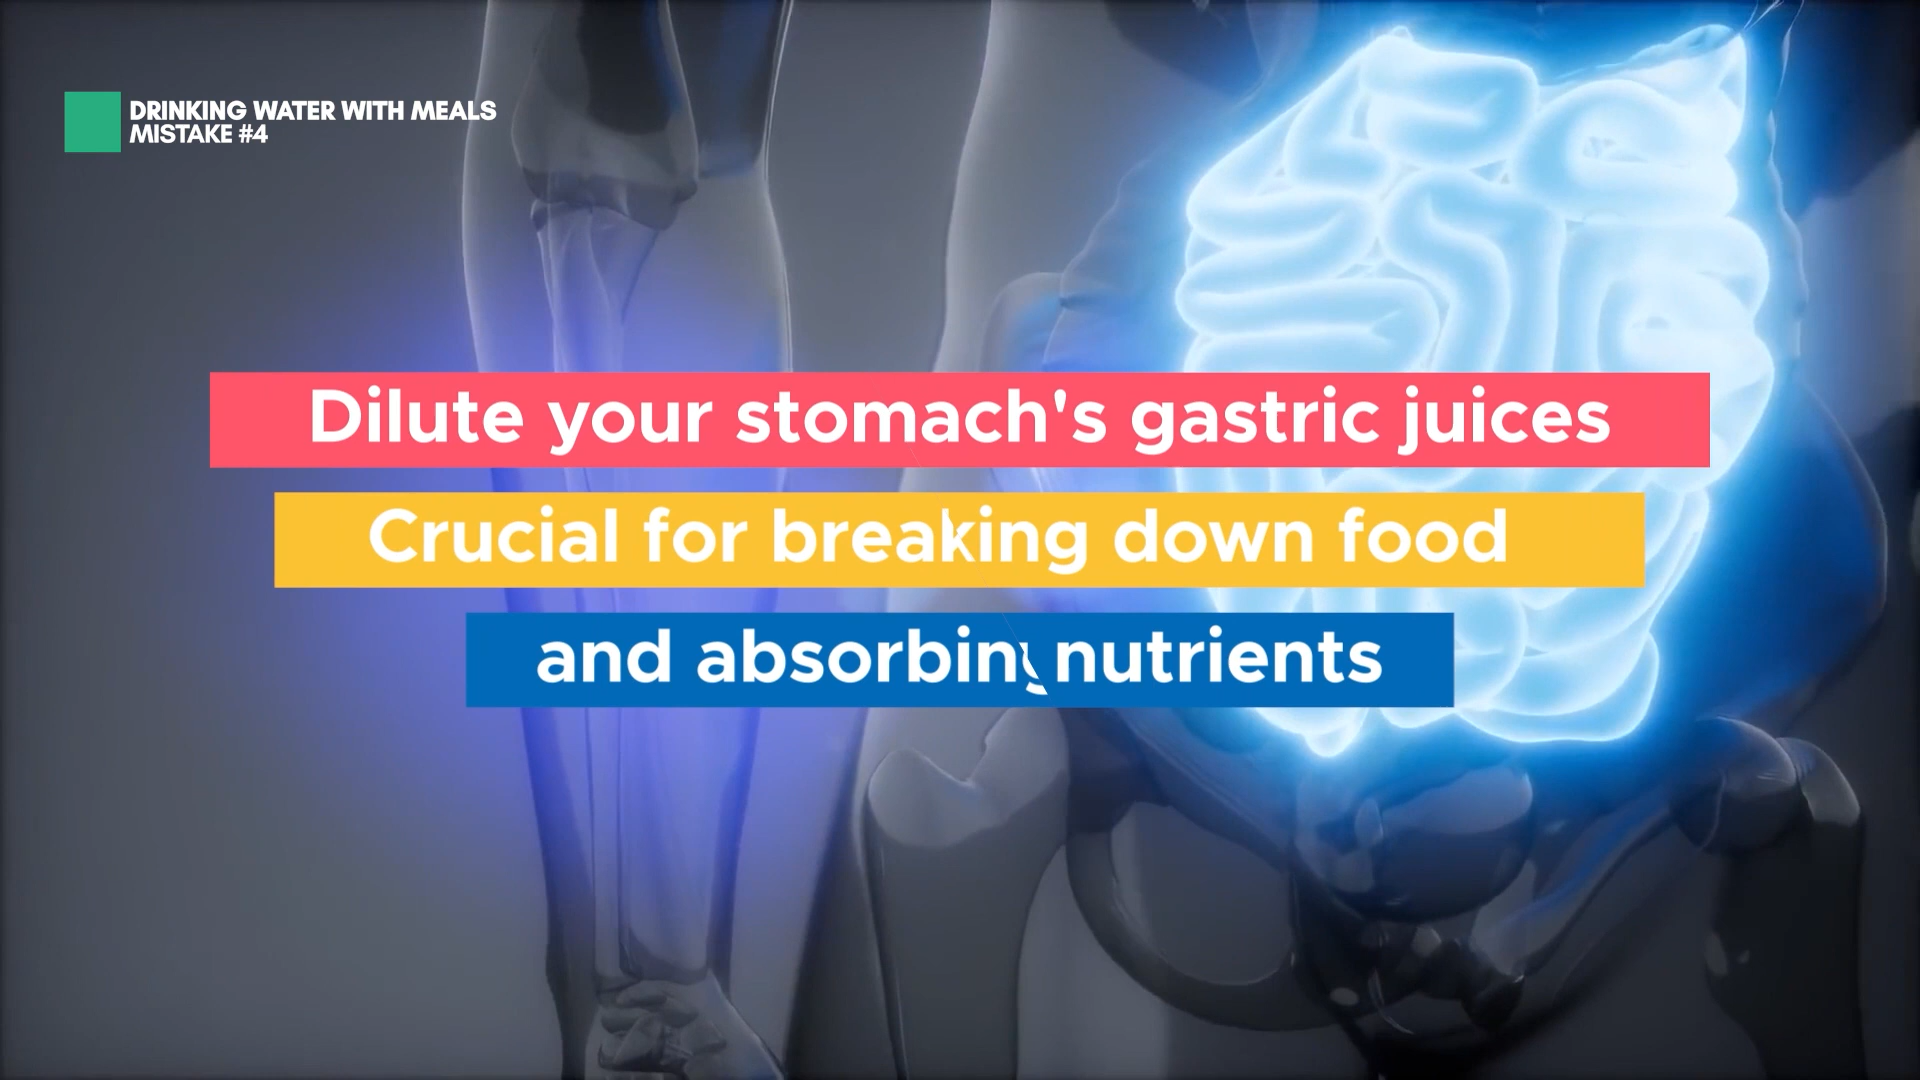 DRINKING WATER WITH MEALS
MISTAKE #4
Dilute your stomach's gastric juices
Crucial for breaking down food
and absorbing nutrients